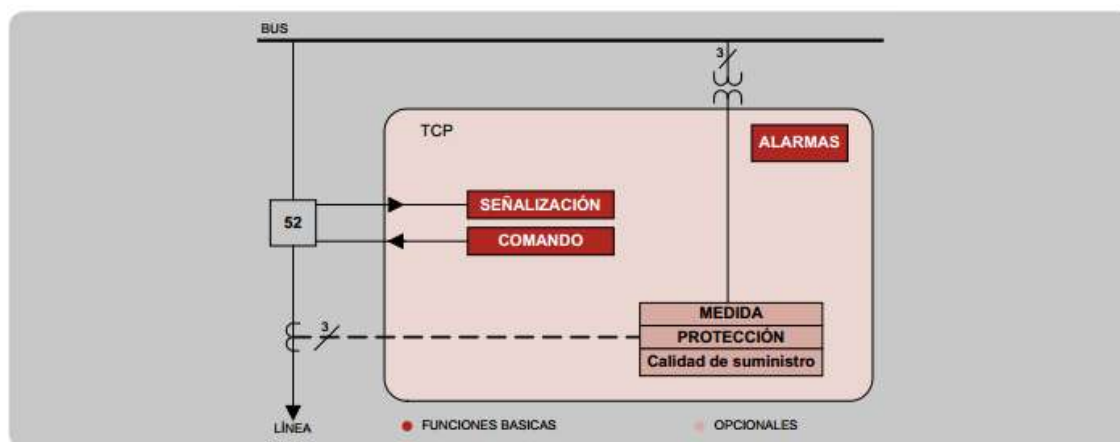 BUS
3
TCP
ALARMAS
SEÑALIZACIÓN
52
COMANDO
MEDIDA
3
PROTECCIÓN
Calidad de suministro
LÍNEA
FUNCIONES BASICAS
OPCIONALES